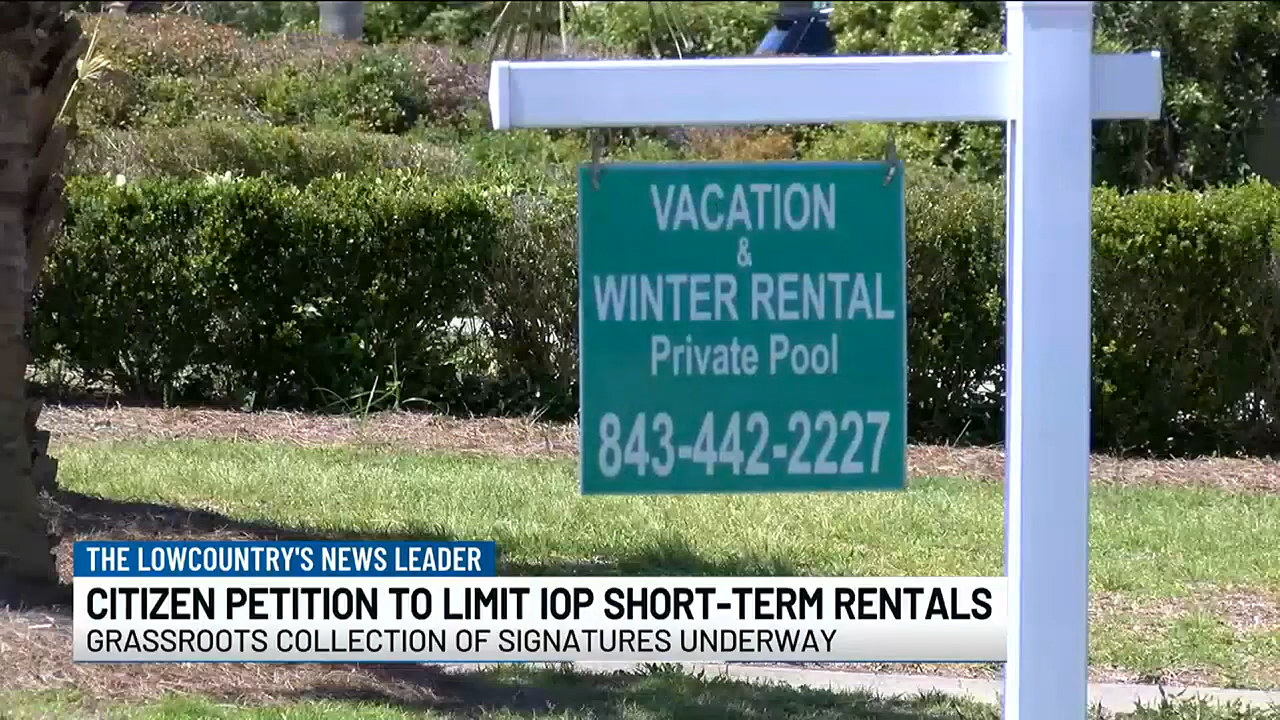 VACATION
&
WINTER RENTAL
Private Pool
843-442-2227
THE LOWCOUNTRY'S NEWS LEADER
CITIZEN PETITION TO LIMIT IOP SHORT-TERM RENTALS
GRASSROOTS COLLECTION OF SIGNATURES UNDERWAY